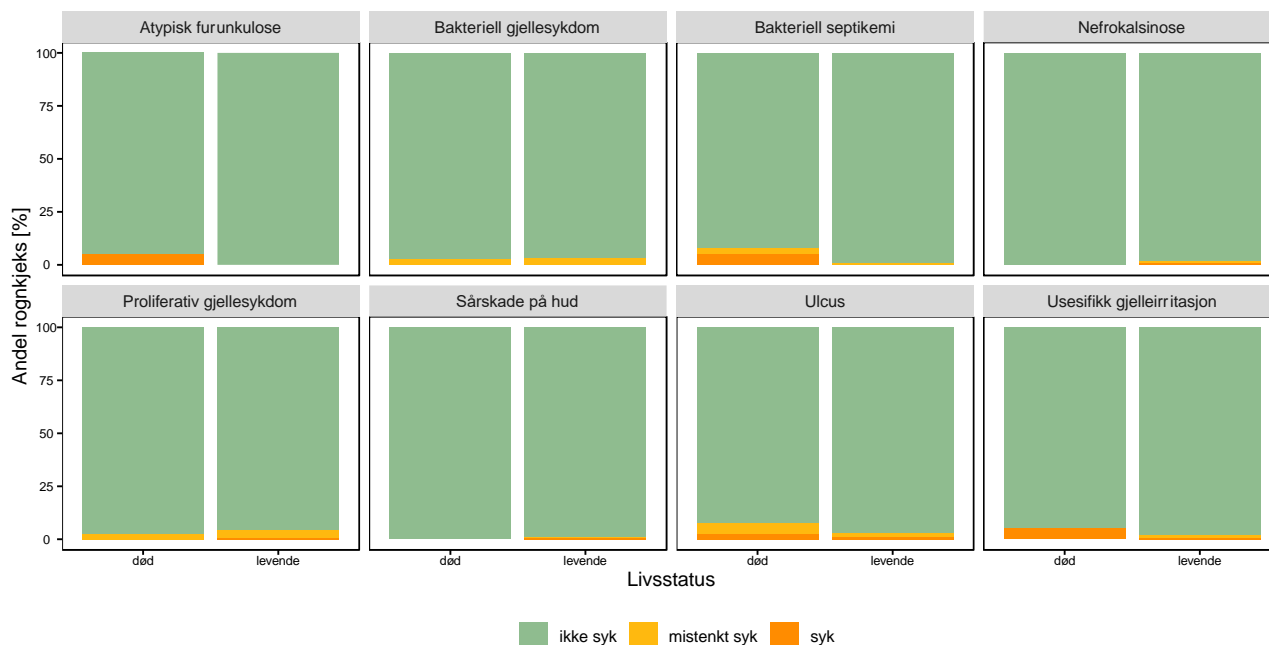 Atypisk furunkulose
Bakteriell gjellesykdom
Bakteriell septikemi
Nefrokalsinose
100
75
50
25
0
Proliferativ gjellesykdom
Sårskade på hud
Ulcus
Usesifikk gjelleirritasjon
100
75
50
25
0
død
levende
død
levende
død
levende
død
levende
Andel rognkjeks [%]
Livsstatus
ikke syk
mistenkt syk
syk